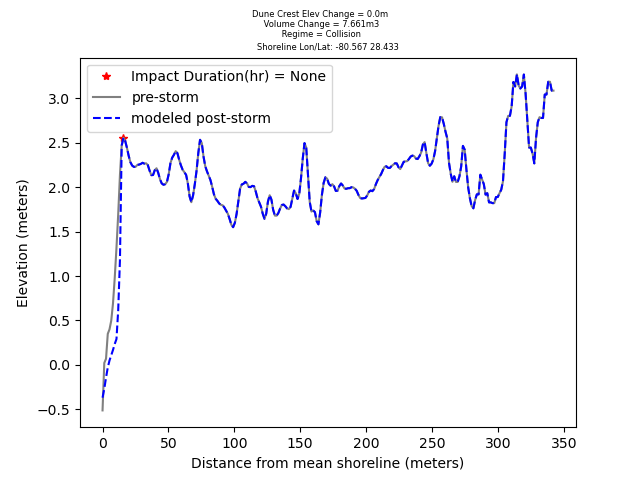 Dune Crest Elev Change = 0.0m
Volume Change = 7.661m3
Regime = Collision
Shoreline Lon/Lat: -80.567 28.433
Impact Duration(hr) = None
pre-storm
modeled post-storm
Elevation (meters)
3.0
2.5
2.0
1.5
1.0
0.5
0.0
−0.5
0 50 100 150 200 250 300 350
Distance from mean shoreline (meters)